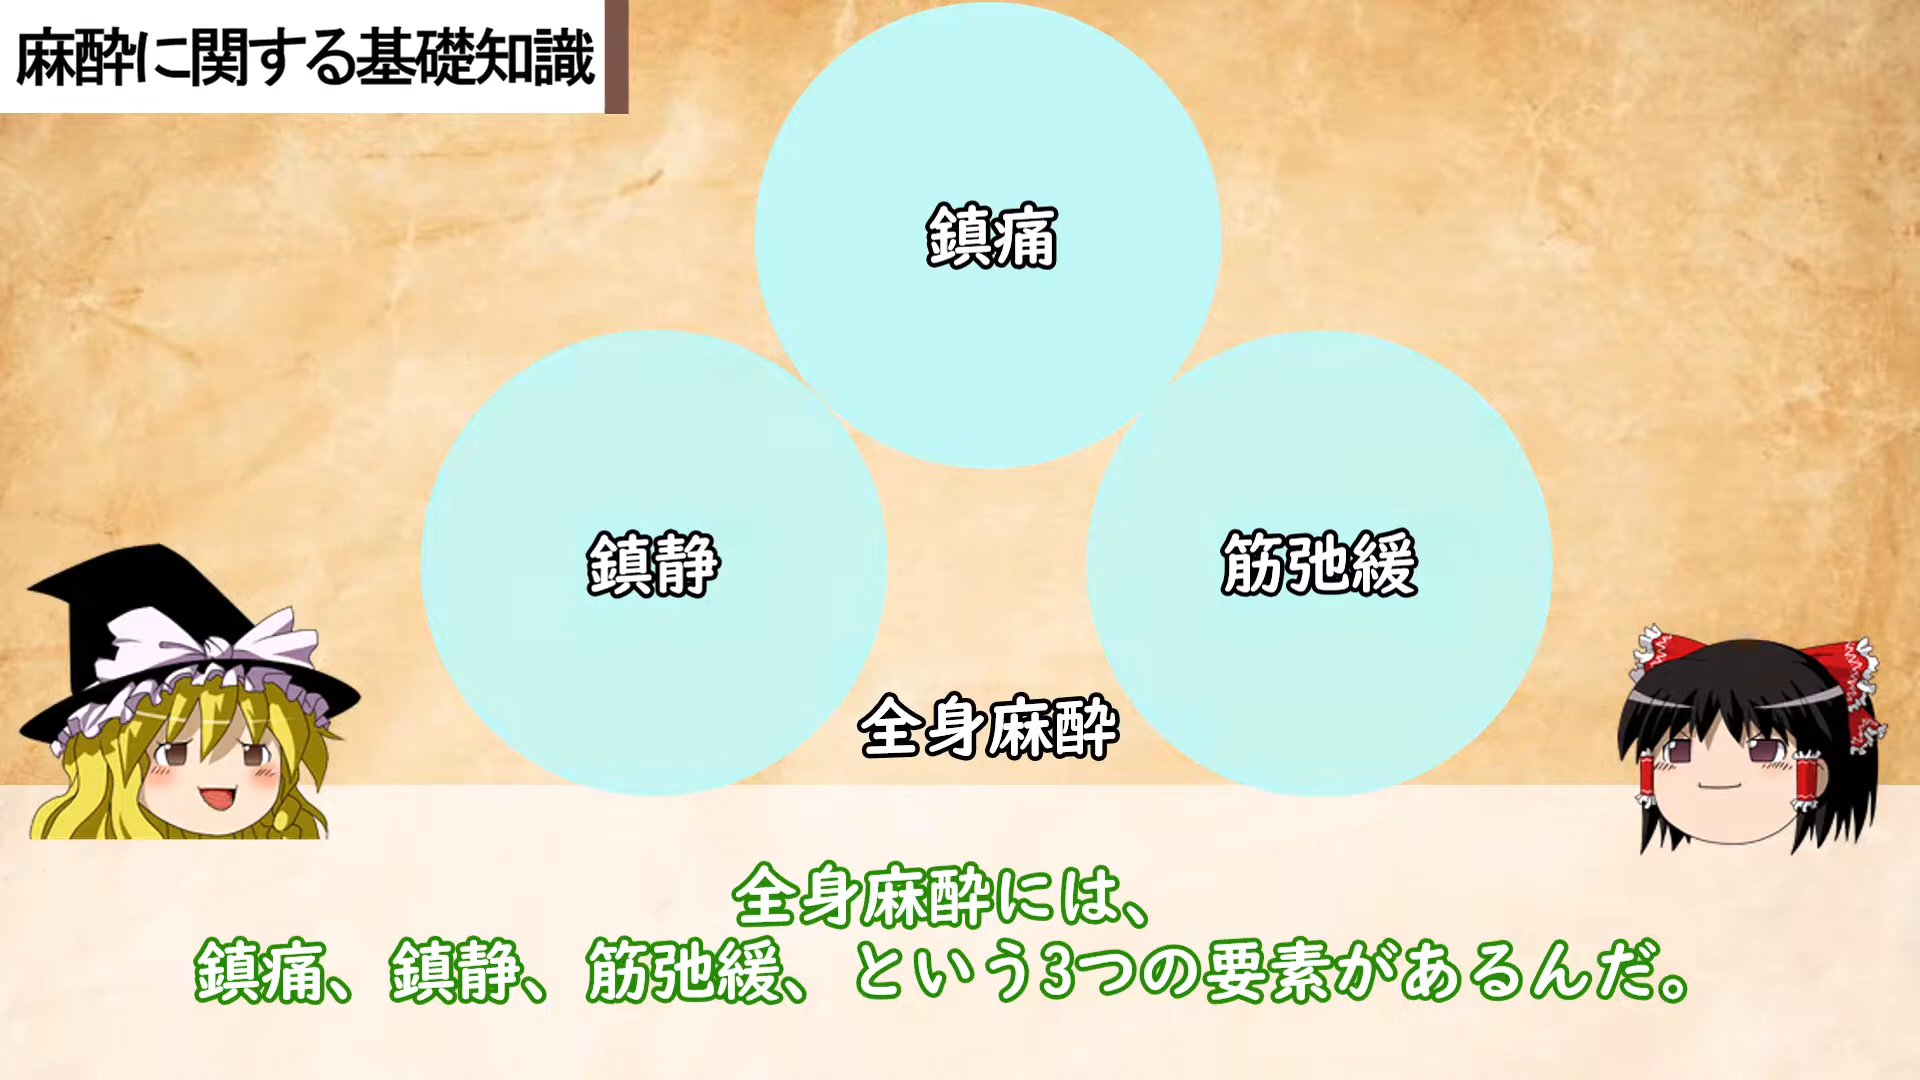 麻酔に関する基礎知識
鎮痛
鎮静
筋弛緩
全身麻酔
全身麻酔には、
鎮痛、鎮静、筋弛緩、という3つの要素があるんだ。